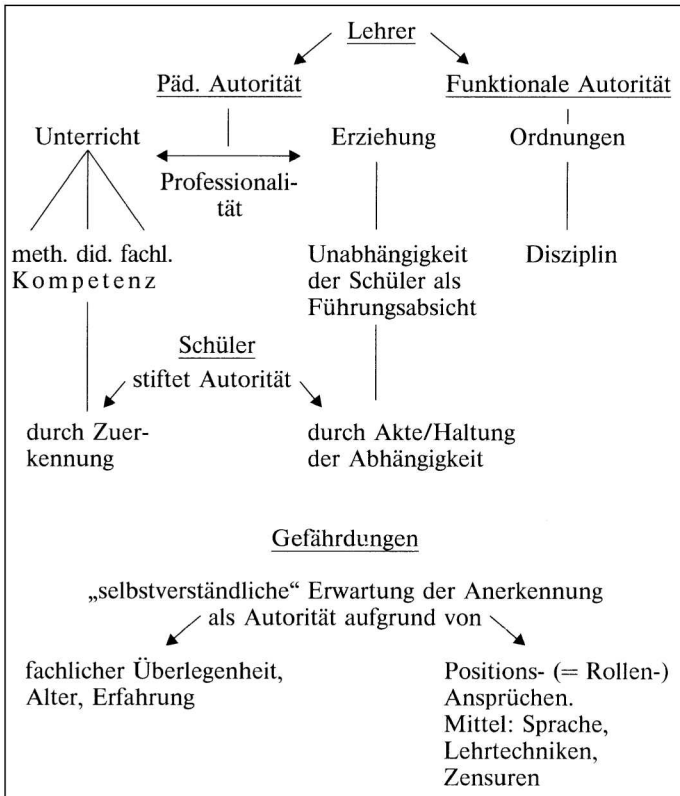 Lehrer
Päd. Autorität
Funktionale Autorität
Unterricht
Erziehung
Ordnungen
Professionali-
tät
meth. did. fachl.
Kompetenz
Unabhängigkeit
der Schüler als
Führungsabsicht
Disziplin
Schüler
stiftet Autorität
durch Zuer-
kennung
durch Akte/Haltung
der Abhängigkeit
Gefährdungen
„selbstverständliche“ Erwartung der Anerkennung
als Autorität aufgrund von
fachlicher Überlegenheit,
Alter, Erfahrung
Positions- (= Rollen-)
Ansprüchen.
Mittel: Sprache,
Lehrtechniken,
Zensuren